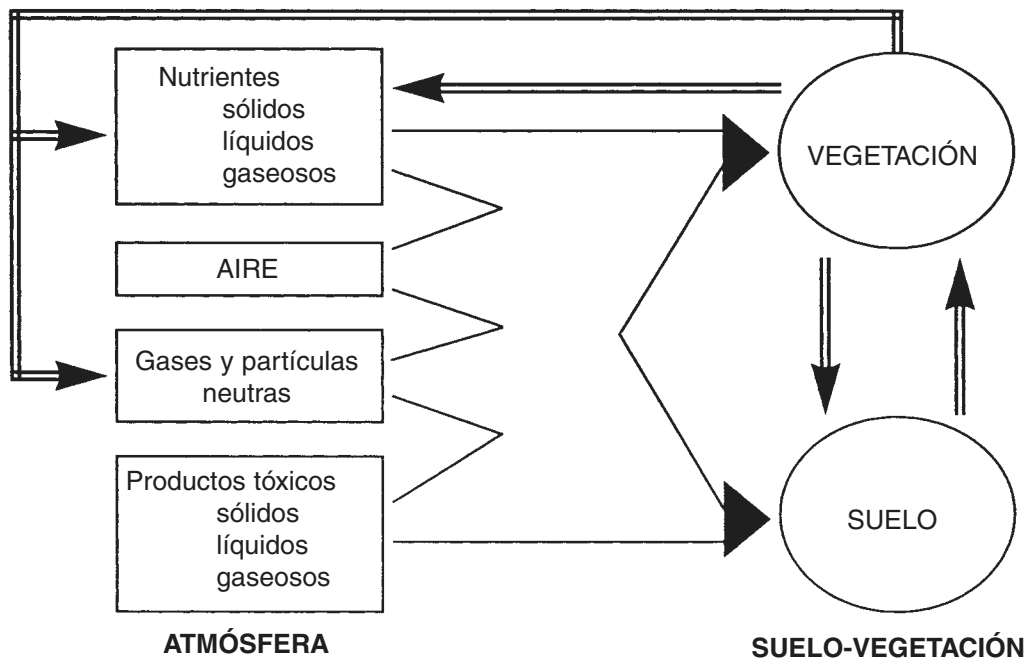 Nutrientes
sólidos
líquidos
gaseosos
AIRE
Gases y partículas
neutras
Productos tóxicos
sólidos
líquidos
gaseosos
ATMÓSFERA
VEGETACIÓN
SUELO
SUELO-VEGETACIÓN